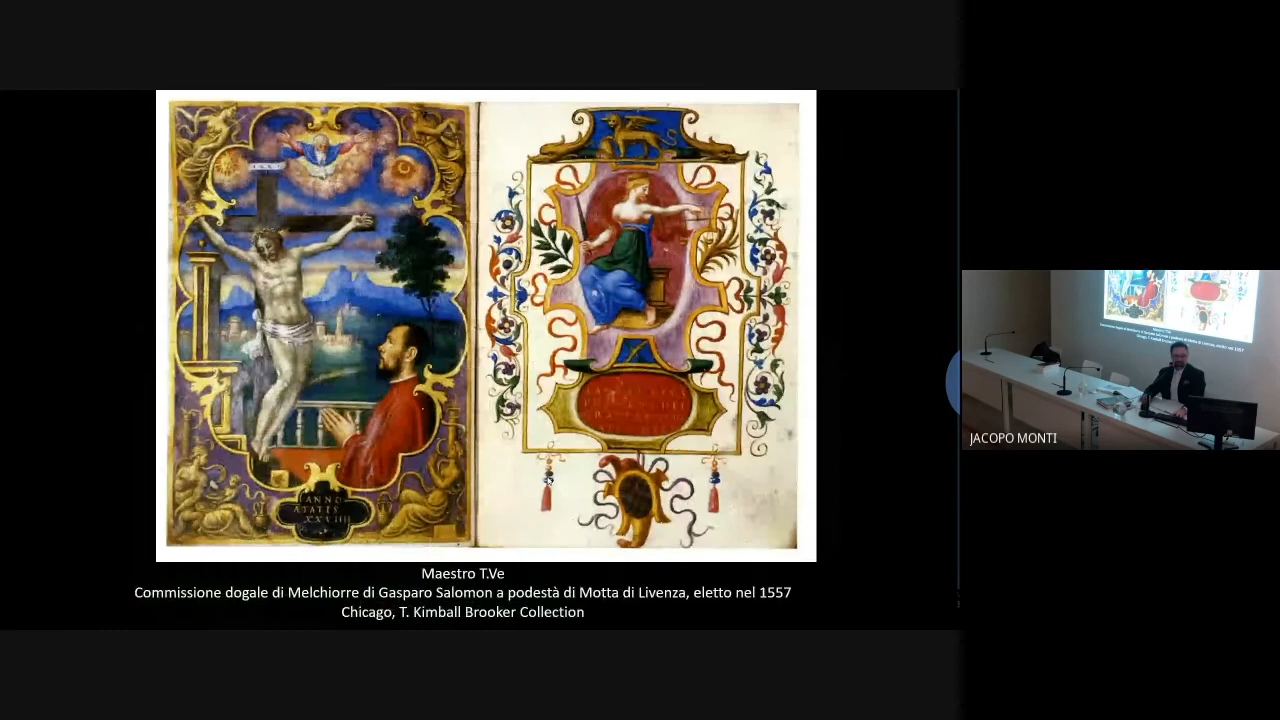 ANNO
ÆTATIS
XXVIIII
Maestro T.Ve
Commissione dogale di Melchiorre di Gasparo Salomon a podestà di Motta di Livenza, eletto nel 1557
Chicago, T. Kimball Brooker Collection
JACOPO MONTI